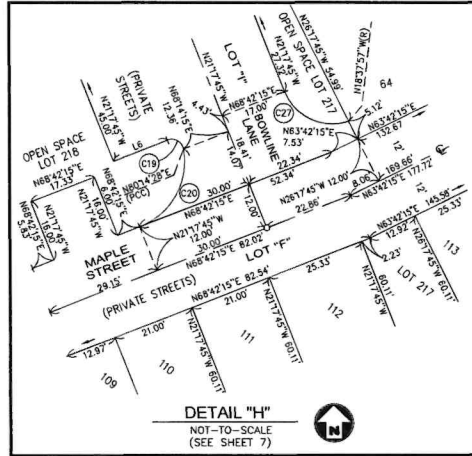 OPEN SPACE LOT 216
N68°42'15"E
17.33'
N68°42'15"E
5.83'
N21°17'45"W
16.00'
16.00'
N21°17'45"W
N68°42'15"E
6.00'
N21°17'45"W
45.00'
(PRIVATE
STREETS)
N68°14'15"E
12.36'
L6
C19
N80°14'28"E
(PCC)
C20
4.43'
N21°17'45"W
LOT "I"
18.41'
14.07'
N68°42'15"E
17.00'
BOWLINE
LANE
N21°17'45"W
27.32'
C27
OPEN SPACE LOT 217
N26°17'45"W 54.99'
N18°37'57"W(R)
64
5.12'
N63°42'15"E
7.53'
N63°42'15"E
132.67'
22.34'
52.34'
30.00'
N68°42'15"E
12.00'
N26°17'45"W 12.00'
22.86'
8.06'
169.66'
N63°42'15"E 177.72'
12'
12'
MAPLE
STREET
N21°17'45"W
12.00'
30.00'
N68°42'15"E 82.02'
29.15'
LOT "F"
(PRIVATE STREETS)
N68°42'15"E 82.54'
12.97'
21.00'
21.00'
21.00'
25.33'
N63°42'15"E 145.58'
12.97'
25.33'
2.23'
N26°17'45"W
60.11'
N21°17'45"W 60.11'
N21°17'45"W 60.11'
N21°17'45"W
60.11'
LOT 217
109
110
111
112
113
DETAIL "H"
NOT-TO-SCALE
(SEE SHEET 7)
N